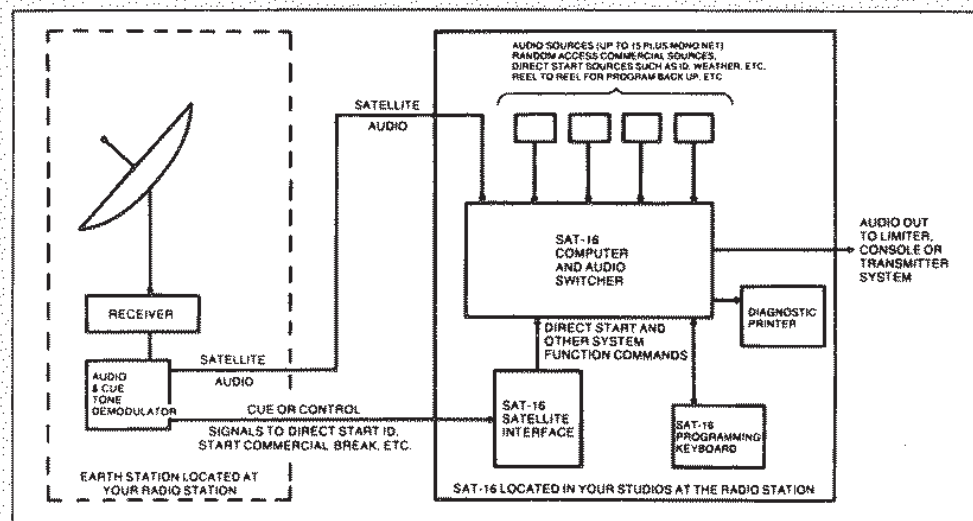 AUDIO SOURCES (UP TO 15 PLUS MONO NET)
RANDOM ACCESS COMMERCIAL SOURCES,
DIRECT START SOURCES SUCH AS ID, WEATHER, ETC.
REEL TO REEL FOR PROGRAM BACK UP, ETC
SATELLITE
AUDIO
SAT-16
COMPUTER
AND AUDIO
SWITCHER
AUDIO OUT
TO LIMITER,
CONSOLE OR
TRANSMITTER
SYSTEM
RECEIVER
DIAGNOSTIC
PRINTER
DIRECT START AND
OTHER SYSTEM
FUNCTION COMMANDS
AUDIO
& CUE
TONE
DEMODULATOR
SATELLITE
AUDIO
CUE OR CONTROL
SIGNALS TO DIRECT START ID,
START COMMERCIAL BREAK, ETC.
SAT-16
SATELLITE
INTERFACE
SAT-16
PROGRAMMING
KEYBOARD
EARTH STATION LOCATED AT
YOUR RADIO STATION
SAT-16 LOCATED IN YOUR STUDIOS AT THE RADIO STATION